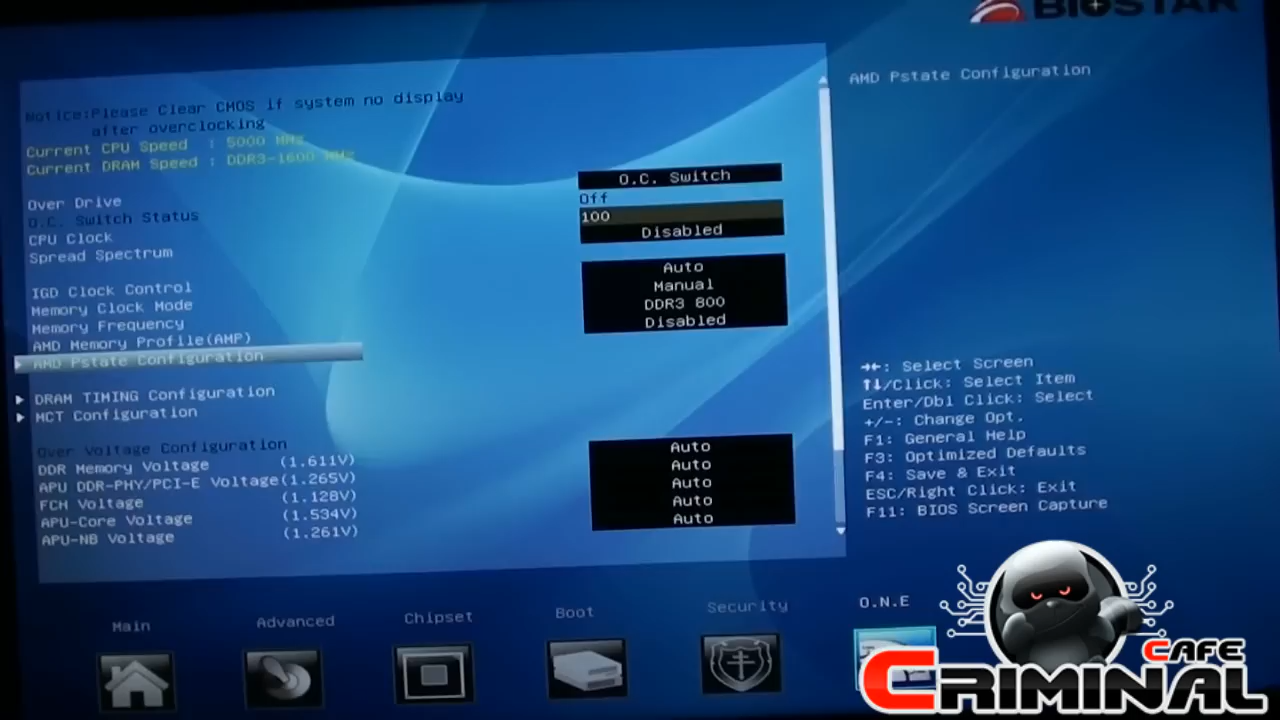 BIOSTAR
AMD Pstate Configuration
Notice:Please Clear CMOS if system no display
after overclocking
Current CPU Speed : 5000 MHz
Current DRAM Speed : DDR3-1600 MHz
Over Drive O.C. Switch
O.C. Switch Status Off
CPU Clock 100
Spread Spectrum Disabled
IGD Clock Control Auto
Memory Clock Mode Manual
Memory Frequency DDR3 800
AMD Memory Profile(AMP) Disabled
AMD Pstate Configuration
DRAM TIMING Configuration
MCT Configuration
Over Voltage Configuration
DDR Memory Voltage (1.611V) Auto
APU DDR-PHY/PCI-E Voltage(1.265V) Auto
FCH Voltage (1.128V) Auto
APU-Core Voltage (1.534V) Auto
APU-NB Voltage (1.261V) Auto
→←: Select Screen
↑↓/Click: Select Item
Enter/Dbl Click: Select
+/-: Change Opt.
F1: General Help
F3: Optimized Defaults
F4: Save & Exit
ESC/Right Click: Exit
F11: BIOS Screen Capture
Main Advanced Chipset Boot Security O.N.E
CAFE
CRIMINAL